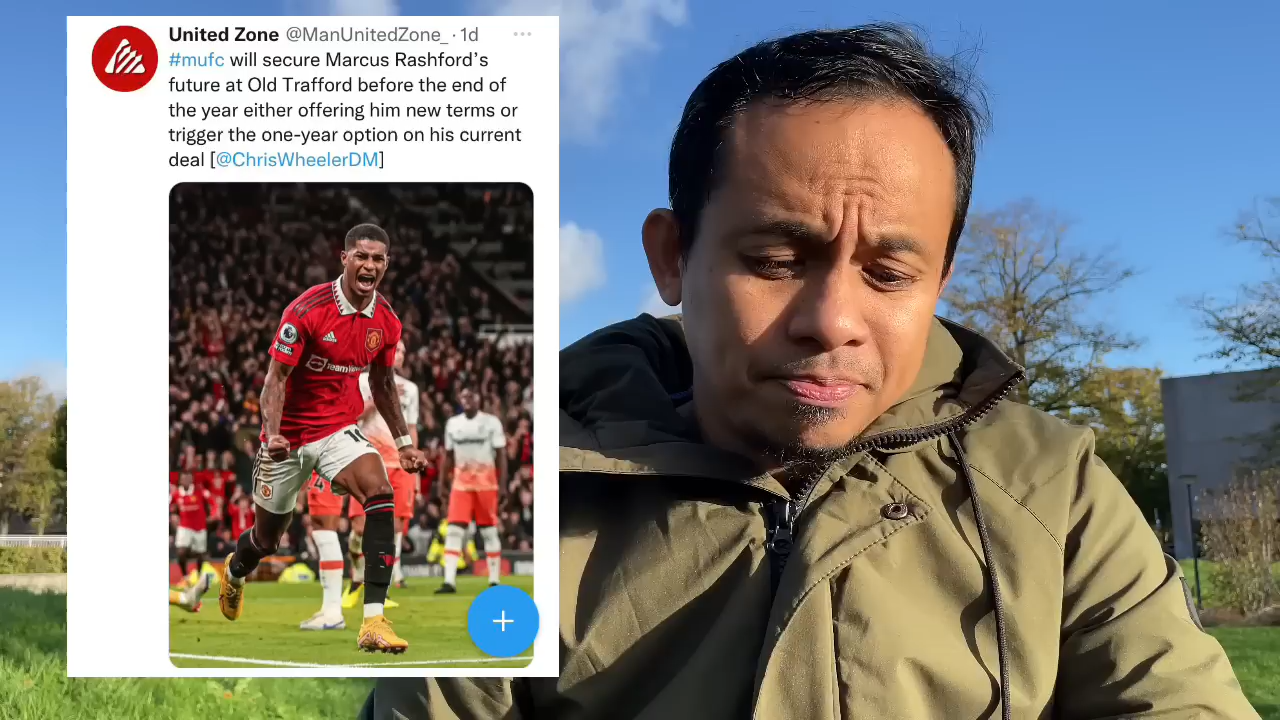 United Zone @ManUnitedZone_ · 1d
#mufc will secure Marcus Rashford's
future at Old Trafford before the end of
the year either offering him new terms or
trigger the one-year option on his current
deal [@ChrisWheelerDM]